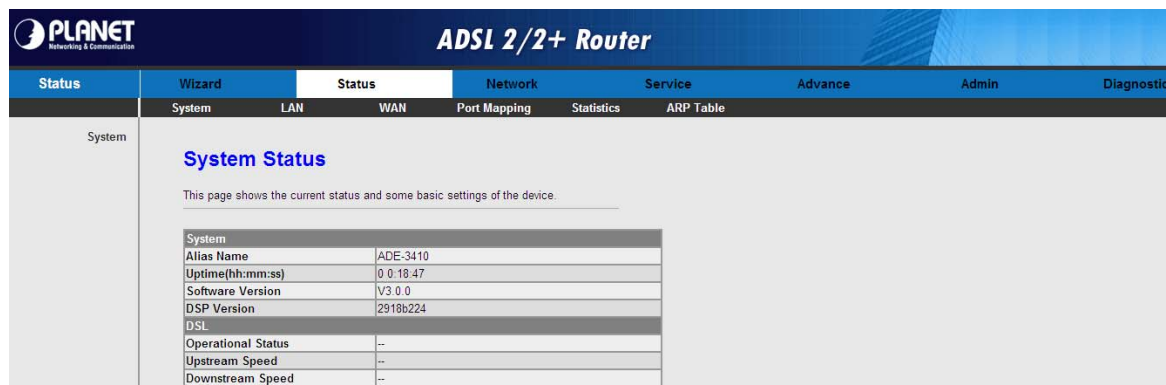 PLANET
Networking & Communication
ADSL 2/2+ Router
Status Wizard Status Network Service Advance Admin Diagnostic
System LAN WAN Port Mapping Statistics ARP Table
System
System Status
This page shows the current status and some basic settings of the device.
System
Alias Name ADE-3410
Uptime(hh:mm:ss) 0 0:18:47
Software Version V3.0.0
DSP Version 2918b224
DSL
Operational Status --
Upstream Speed --
Downstream Speed --